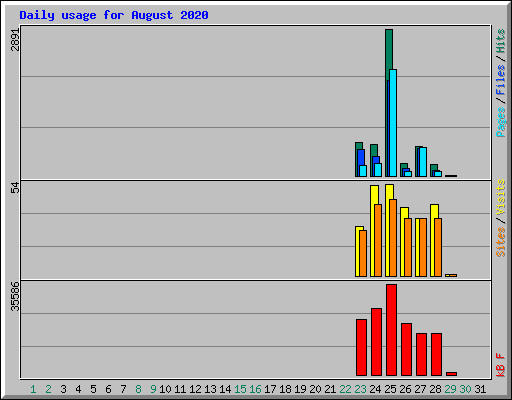 Daily usage for August 2020
2891
Pages / Files / Hits
54
Sites / Visits
35586
kB F
1 2 3 4 5 6 7 8 9 10 11 12 13 14 15 16 17 18 19 20 21 22 23 24 25 26 27 28 29 30 31